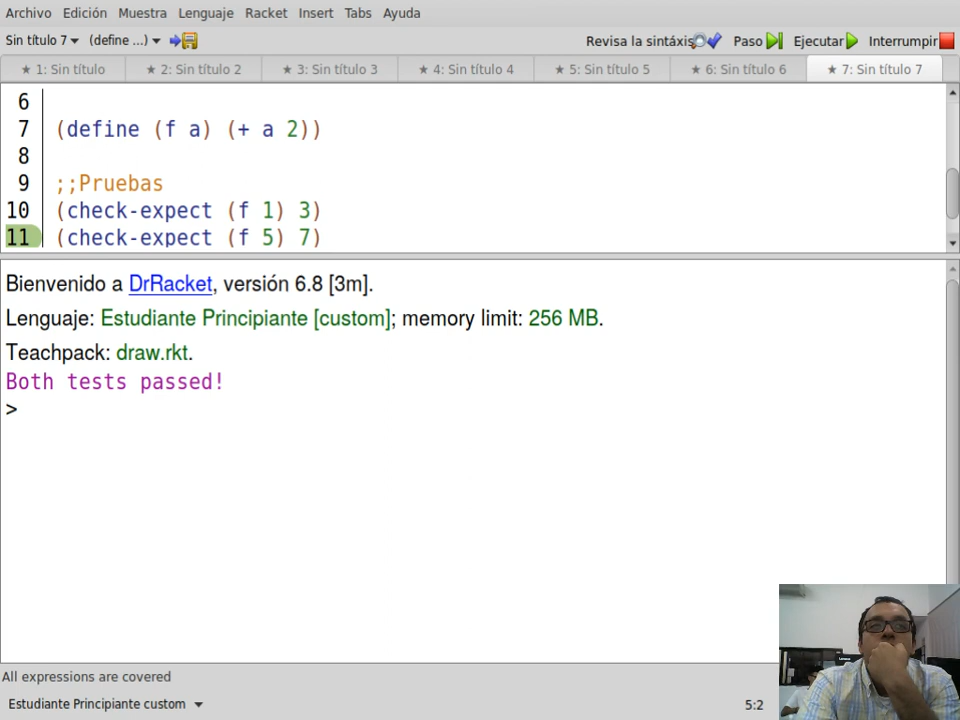 Archivo Edición Muestra Lenguaje Racket Insert Tabs Ayuda
Sin título 7 (define ...) Revisa la sintáxis Paso Ejecutar Interrumpir
★ 1: Sin título ★ 2: Sin título 2 ★ 3: Sin título 3 ★ 4: Sin título 4 ★ 5: Sin título 5 ★ 6: Sin título 6 ★ 7: Sin título 7
6
7 (define (f a) (+ a 2))
8
9 ;;Pruebas
10 (check-expect (f 1) 3)
11 (check-expect (f 5) 7)
Bienvenido a DrRacket, versión 6.8 [3m].
Lenguaje: Estudiante Principiante [custom]; memory limit: 256 MB.
Teachpack: draw.rkt.
Both tests passed!
>
All expressions are covered
Estudiante Principiante custom 5:2